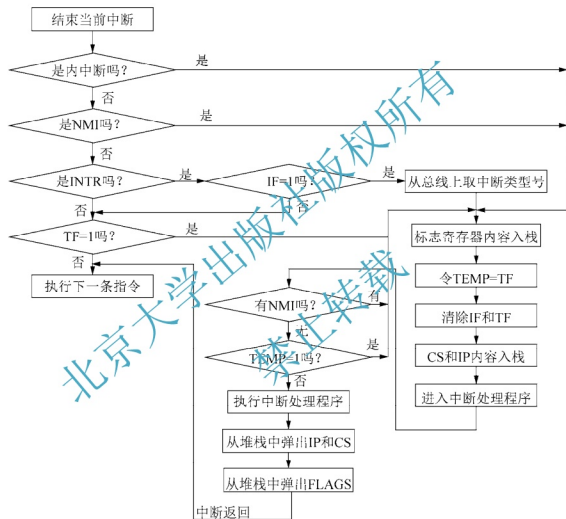 结束当前中断
是内中断吗?
是
否
是NMI吗?
是
否
是INTR吗?
是
IF=1吗?
是
从总线上取中断类型号
否
否
TF=1吗?
是
标志寄存器内容入栈
否
执行下一条指令
令TEMP=TF
有NMI吗?
有
清除IF和TF
TEMP=1吗?
是
CS和IP内容入栈
否
执行中断处理程序
进入中断处理程序
从堆栈中弹出IP和CS
从堆栈中弹出FLAGS
中断返回
北京大学出版社版权所有
禁止转载